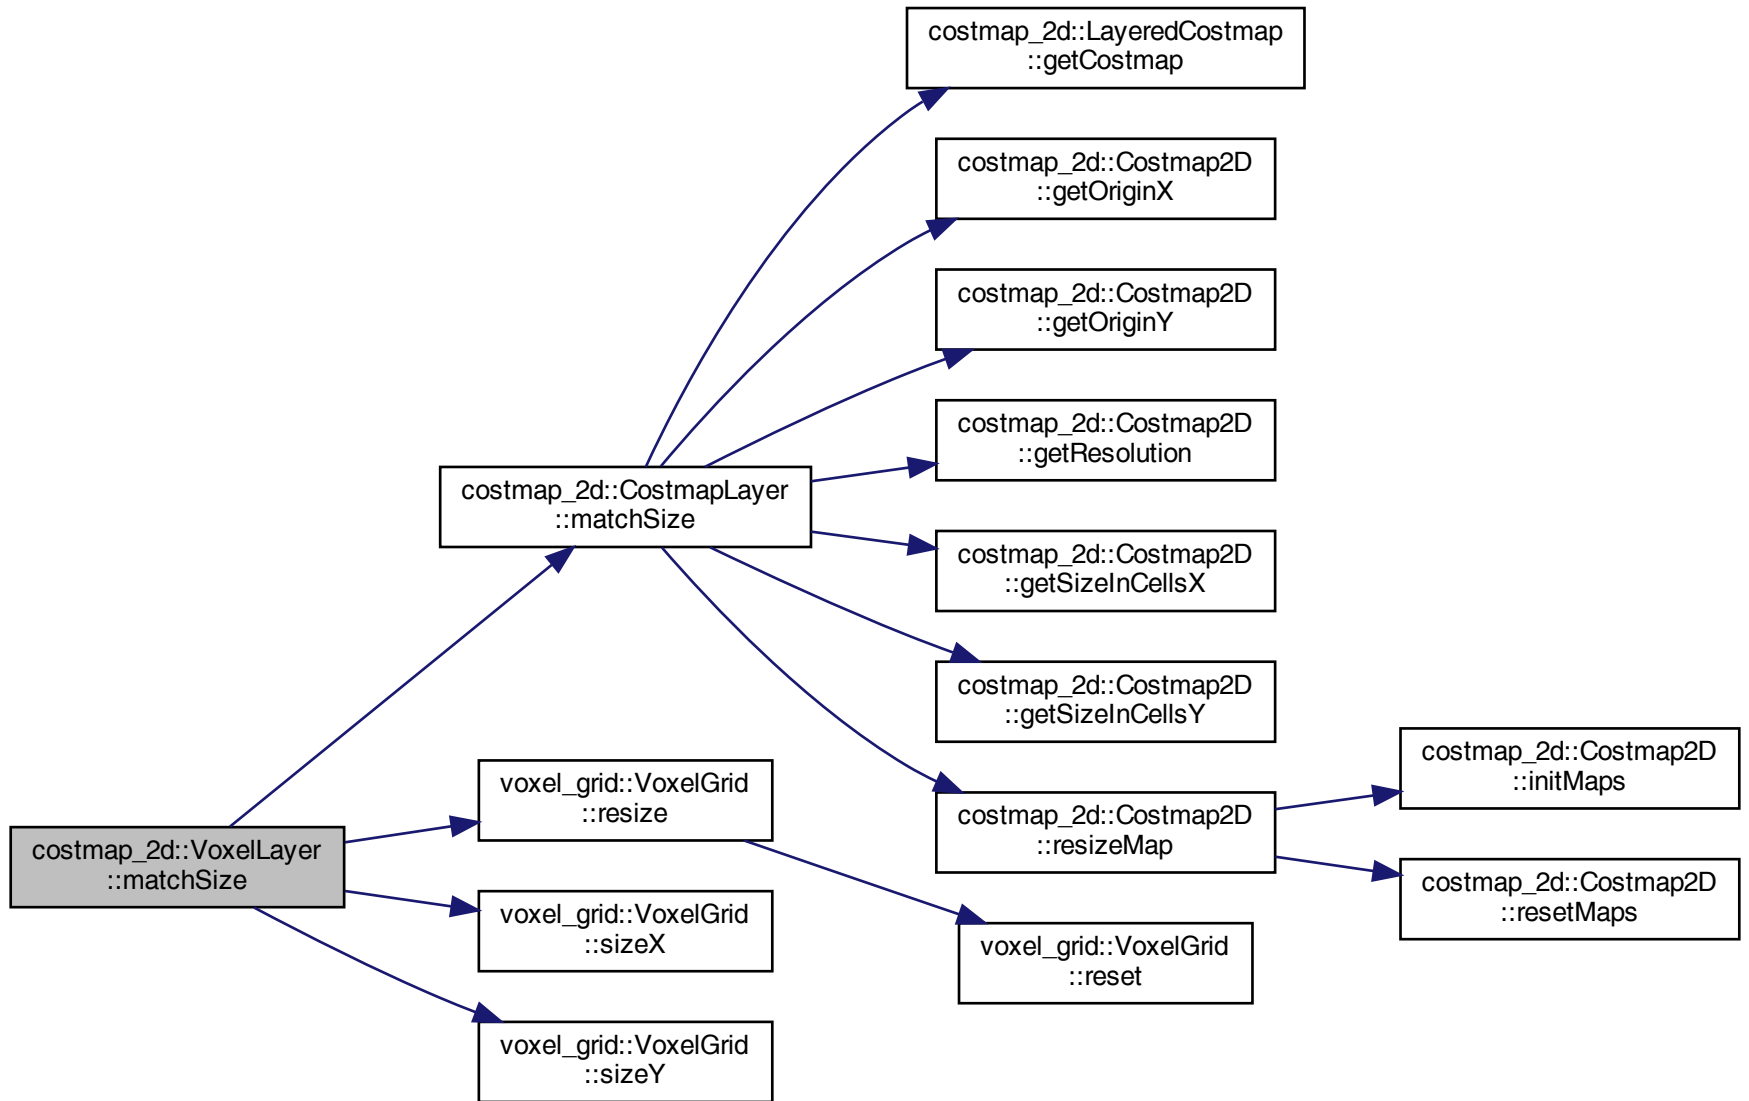 costmap_2d::LayeredCostmap
::getCostmap
costmap_2d::Costmap2D
::getOriginX
costmap_2d::Costmap2D
::getOriginY
costmap_2d::Costmap2D
::getResolution
costmap_2d::CostmapLayer
::matchSize
costmap_2d::Costmap2D
::getSizeInCellsX
costmap_2d::Costmap2D
::getSizeInCellsY
voxel_grid::VoxelGrid
::resize
costmap_2d::Costmap2D
::resizeMap
costmap_2d::Costmap2D
::initMaps
costmap_2d::VoxelLayer
::matchSize
costmap_2d::Costmap2D
::resetMaps
voxel_grid::VoxelGrid
::sizeX
voxel_grid::VoxelGrid
::reset
voxel_grid::VoxelGrid
::sizeY